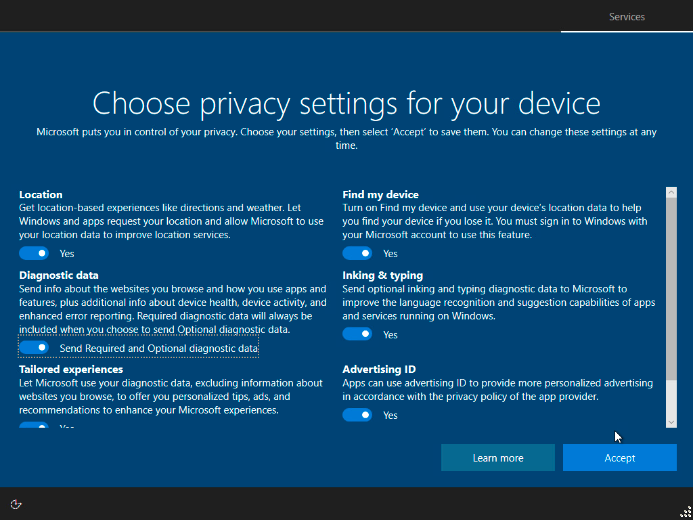 Services
Choose privacy settings for your device
Microsoft puts you in control of your privacy. Choose your settings, then select ‘Accept’ to save them. You can change these settings at any
time.
Location
Get location-based experiences like directions and weather. Let
Windows and apps request your location and allow Microsoft to use
your location data to improve location services.
Yes
Diagnostic data
Send info about the websites you browse and how you use apps and
features, plus additional info about device health, device activity, and
enhanced error reporting. Required diagnostic data will always be
included when you choose to send Optional diagnostic data.
Send Required and Optional diagnostic data
Tailored experiences
Let Microsoft use your diagnostic data, excluding information about
websites you browse, to offer you personalized tips, ads, and
recommendations to enhance your Microsoft experiences.
Yes
Find my device
Turn on Find my device and use your device’s location data to help
you find your device if you lose it. You must sign in to Windows with
your Microsoft account to use this feature.
Yes
Inking & typing
Send optional inking and typing diagnostic data to Microsoft to
improve the language recognition and suggestion capabilities of apps
and services running on Windows.
Yes
Advertising ID
Apps can use advertising ID to provide more personalized advertising
in accordance with the privacy policy of the app provider.
Yes
Learn more
Accept